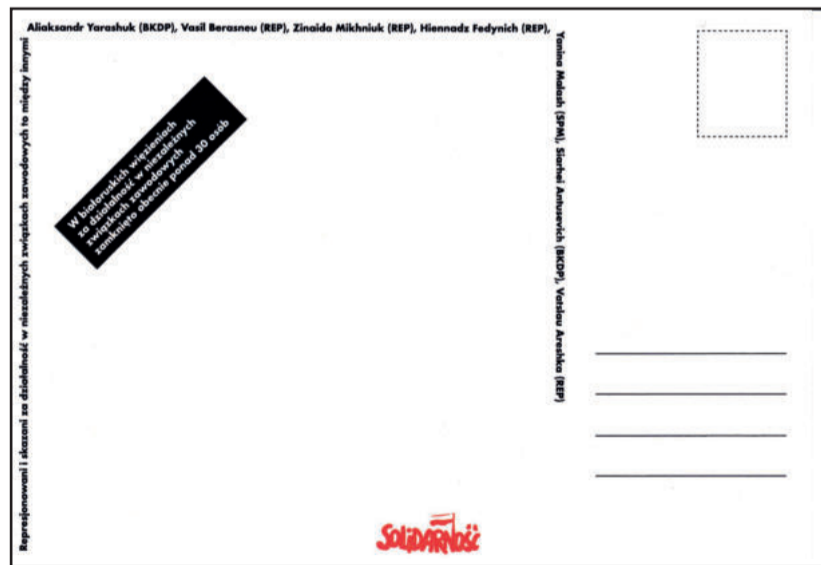 Represjonowani i skazani za działalność w niezależnych związkach zawodowych to między innymi
Aliaksandr Yarashuk (BKDP), Vasil Berasneu (REP), Zinaida Mikhniuk (REP), Hiennadz Fedynich (REP),
Yanina Malash (SPM), Siarhei Antusevich (BKDP), Vatslau Areshka (REP)
W białoruskich więzieniach
za działalność w niezależnych
związkach zawodowych
zamknięto obecnie ponad 30 osób
SOLiDARNOŚĆ